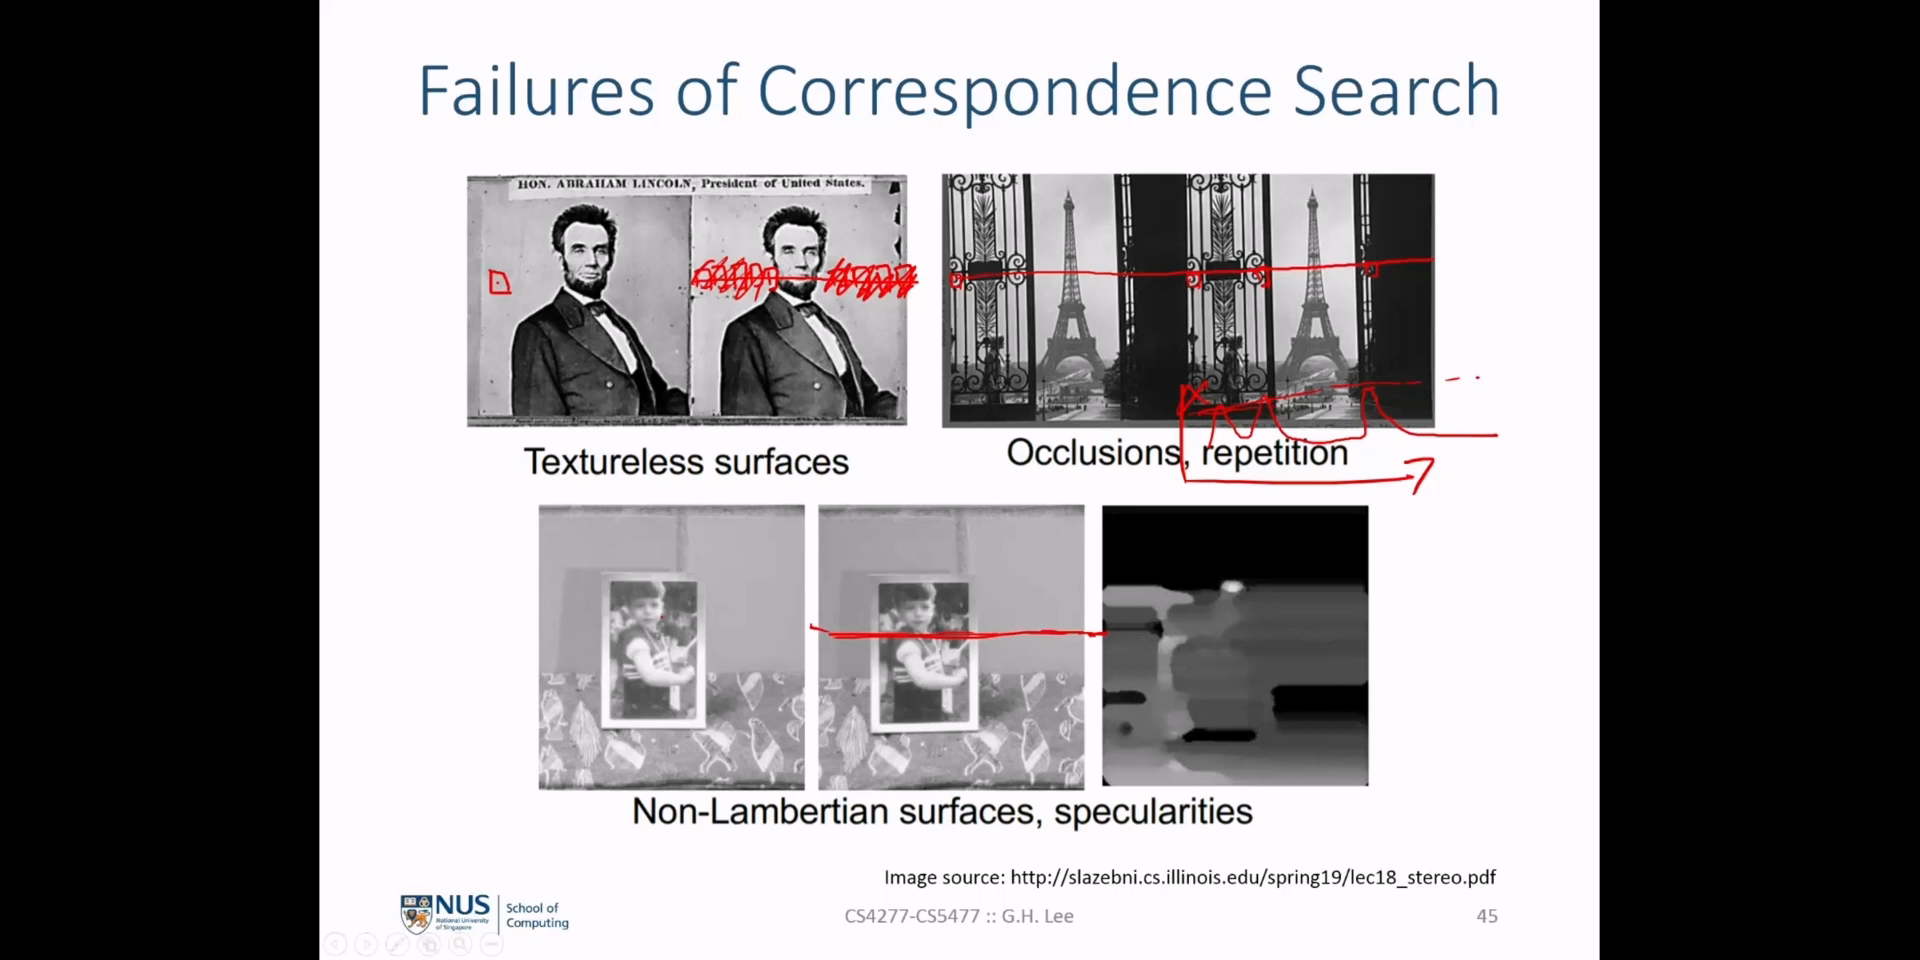 Failures of Correspondence Search
HON. ABRAHAM LINCOLN, President of United States.
Textureless surfaces
Occlusions, repetition
Non-Lambertian surfaces, specularities
Image source: http://slazebni.cs.illinois.edu/spring19/lec18_stereo.pdf
NUS
National University
of Singapore
School of
Computing
CS4277-CS5477 :: G.H. Lee
45